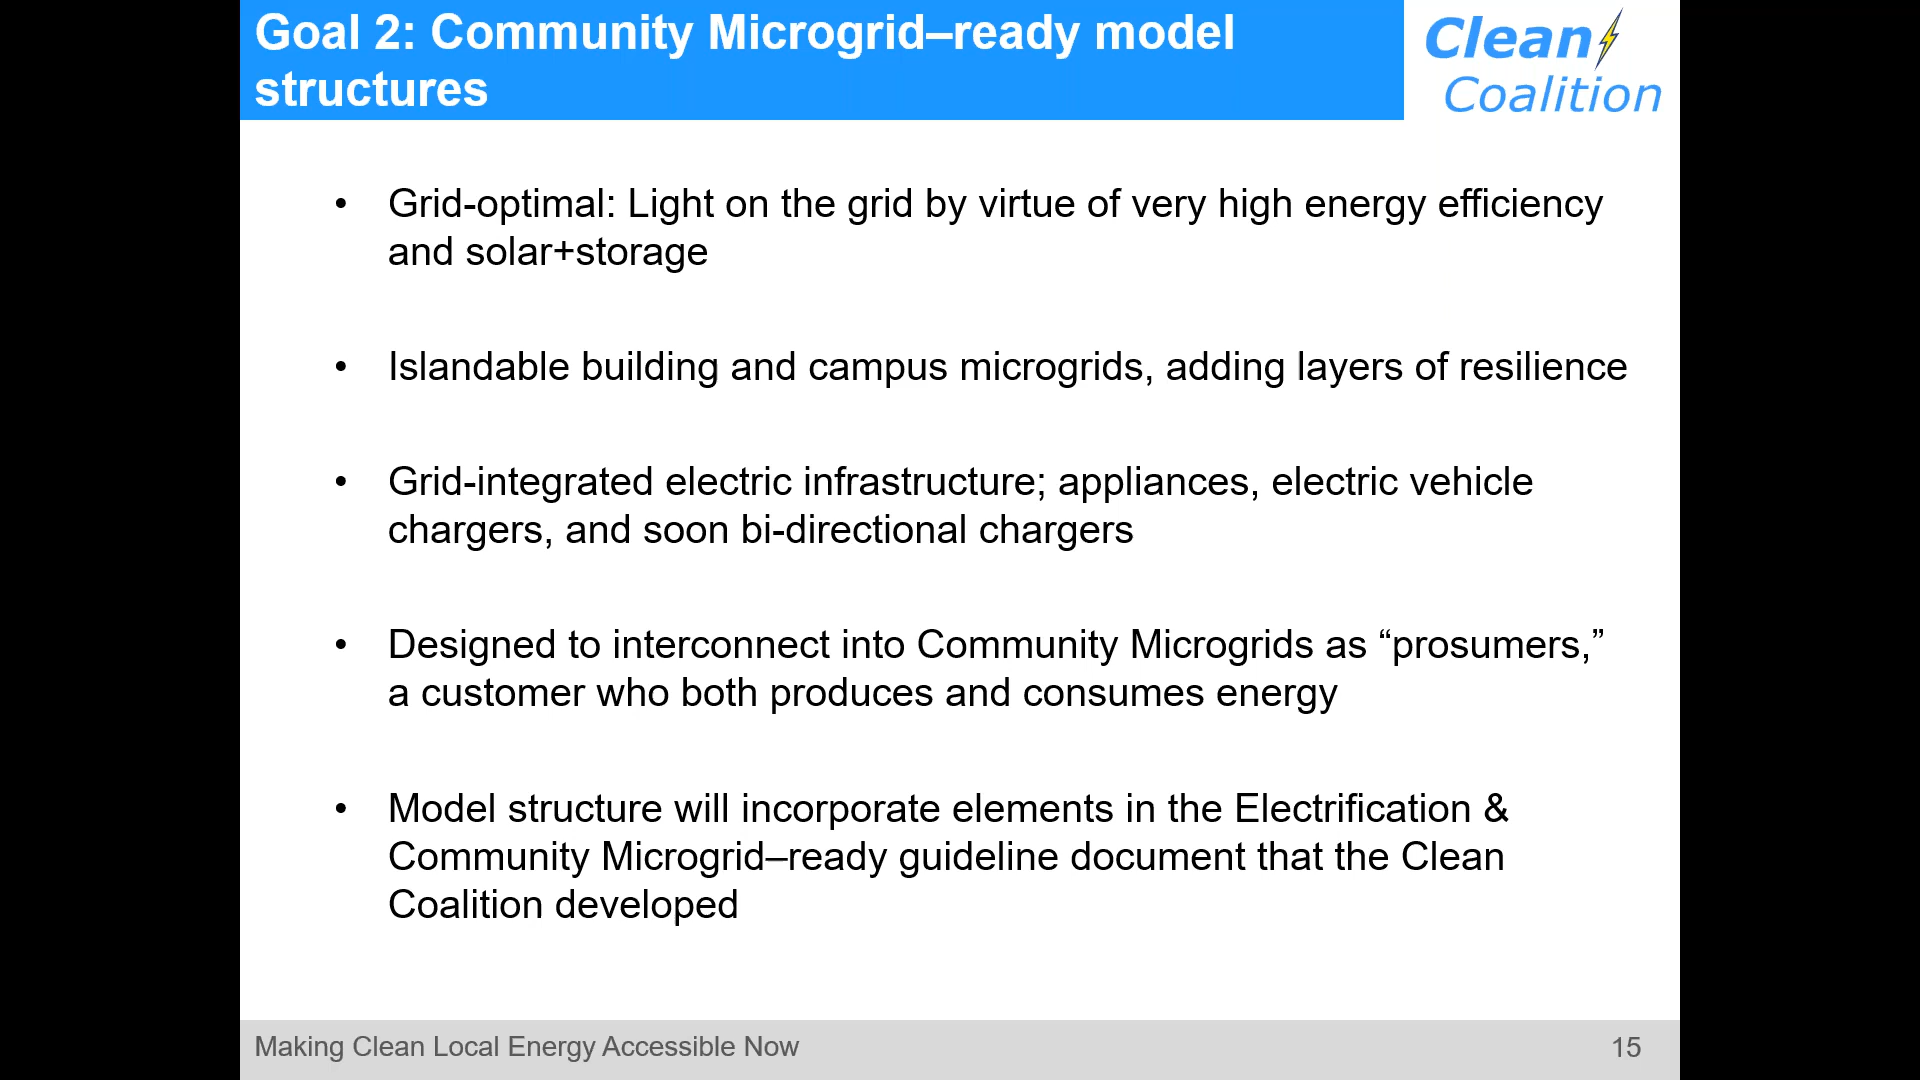 Goal 2: Community Microgrid–ready model
structures
Clean
Coalition
• Grid-optimal: Light on the grid by virtue of very high energy efficiency
and solar+storage
• Islandable building and campus microgrids, adding layers of resilience
• Grid-integrated electric infrastructure; appliances, electric vehicle
chargers, and soon bi-directional chargers
• Designed to interconnect into Community Microgrids as “prosumers,”
a customer who both produces and consumes energy
• Model structure will incorporate elements in the Electrification &
Community Microgrid–ready guideline document that the Clean
Coalition developed
Making Clean Local Energy Accessible Now
15